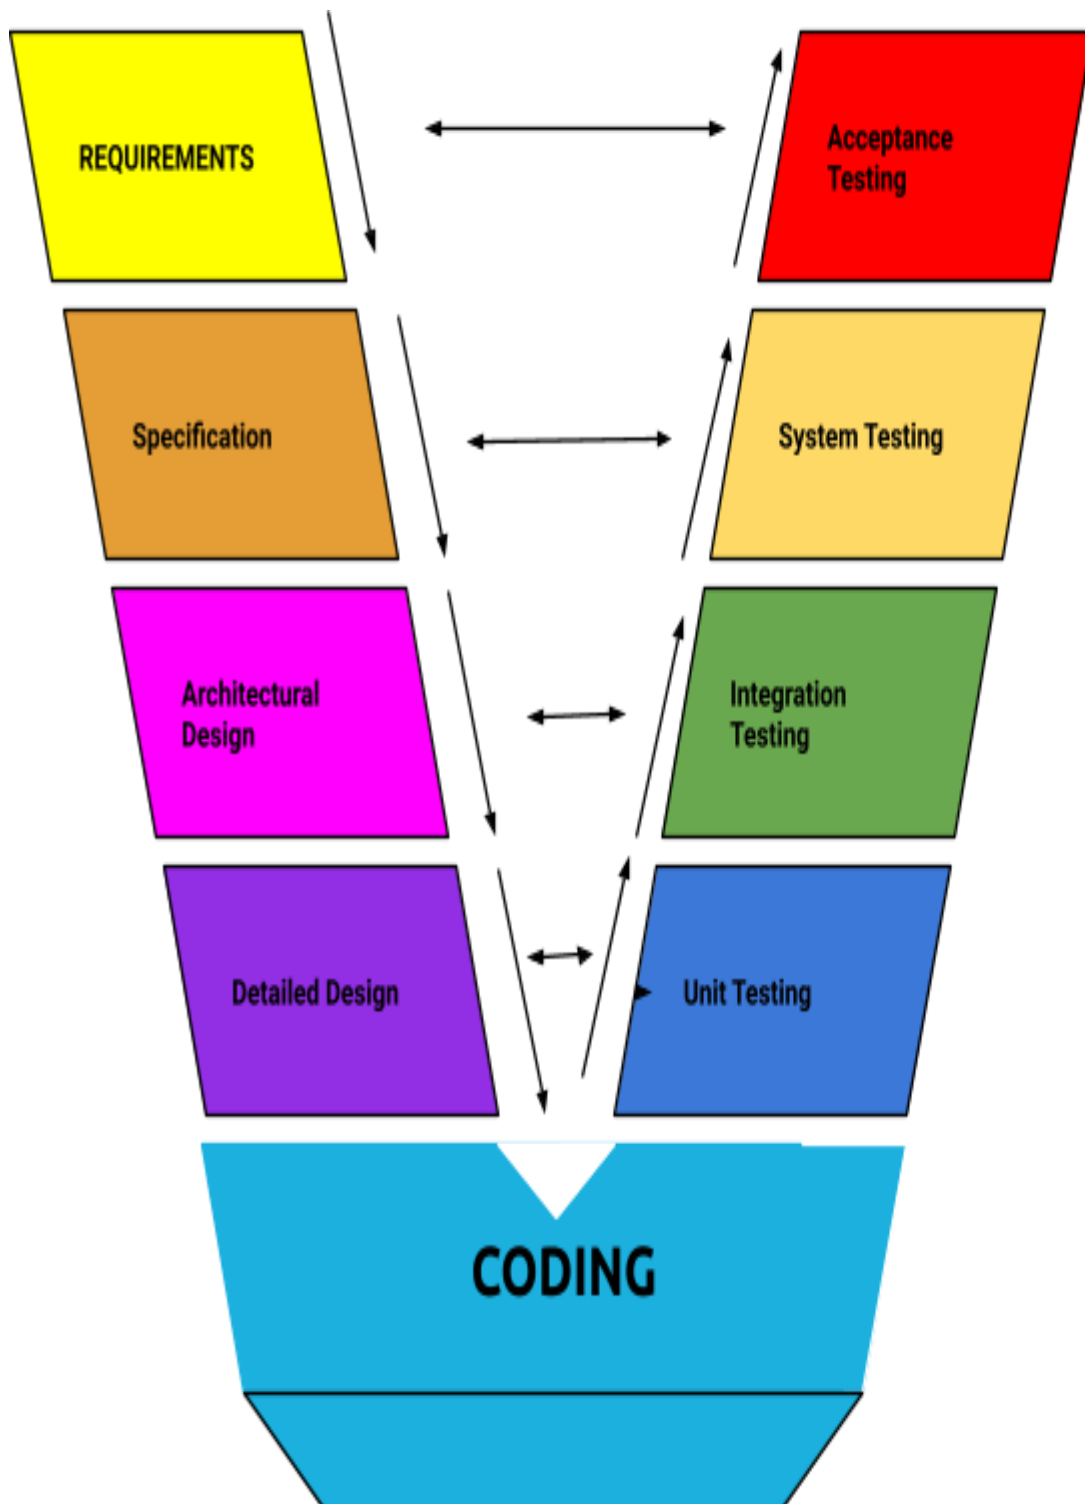 REQUIREMENTS
Acceptance
Testing
Specification
System Testing
Architectural
Design
Integration
Testing
Detailed Design
Unit Testing
CODING